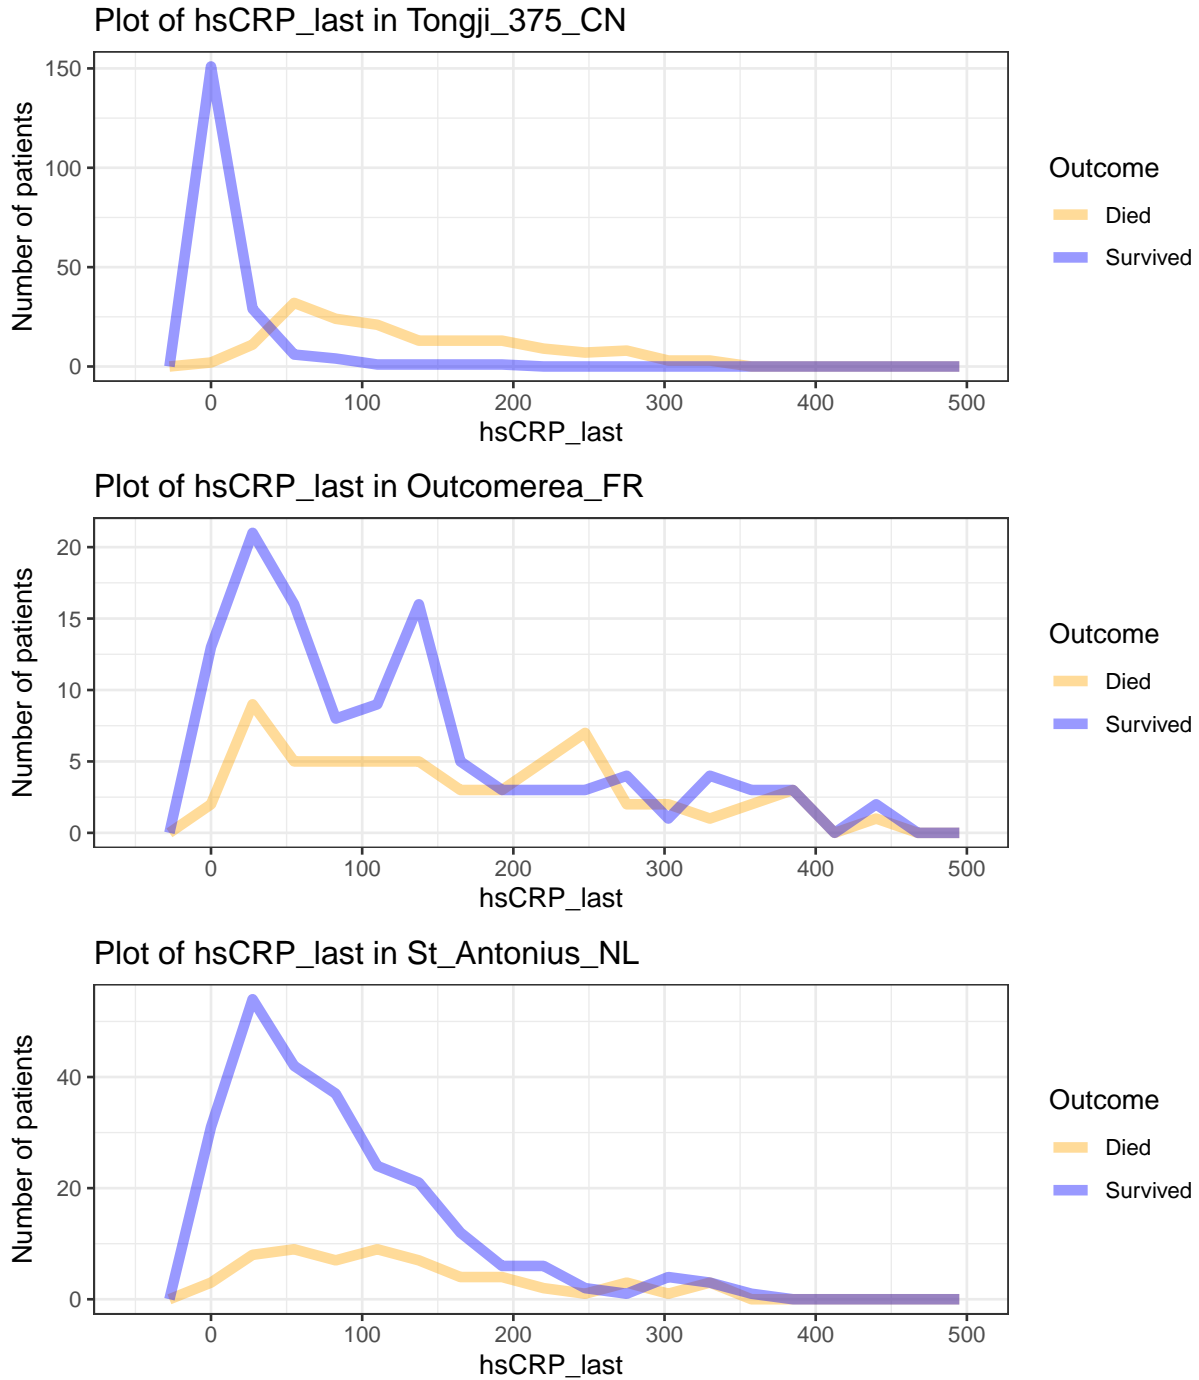 Plot of hsCRP_last in Tongji_375_CN
Number of patients
150
100
50
0
0 100 200 300 400 500
hsCRP_last
Outcome
Died
Survived
Plot of hsCRP_last in Outcomerea_FR
Number of patients
20
15
10
5
0
0 100 200 300 400 500
hsCRP_last
Outcome
Died
Survived
Plot of hsCRP_last in St_Antonius_NL
Number of patients
40
20
0
0 100 200 300 400 500
hsCRP_last
Outcome
Died
Survived